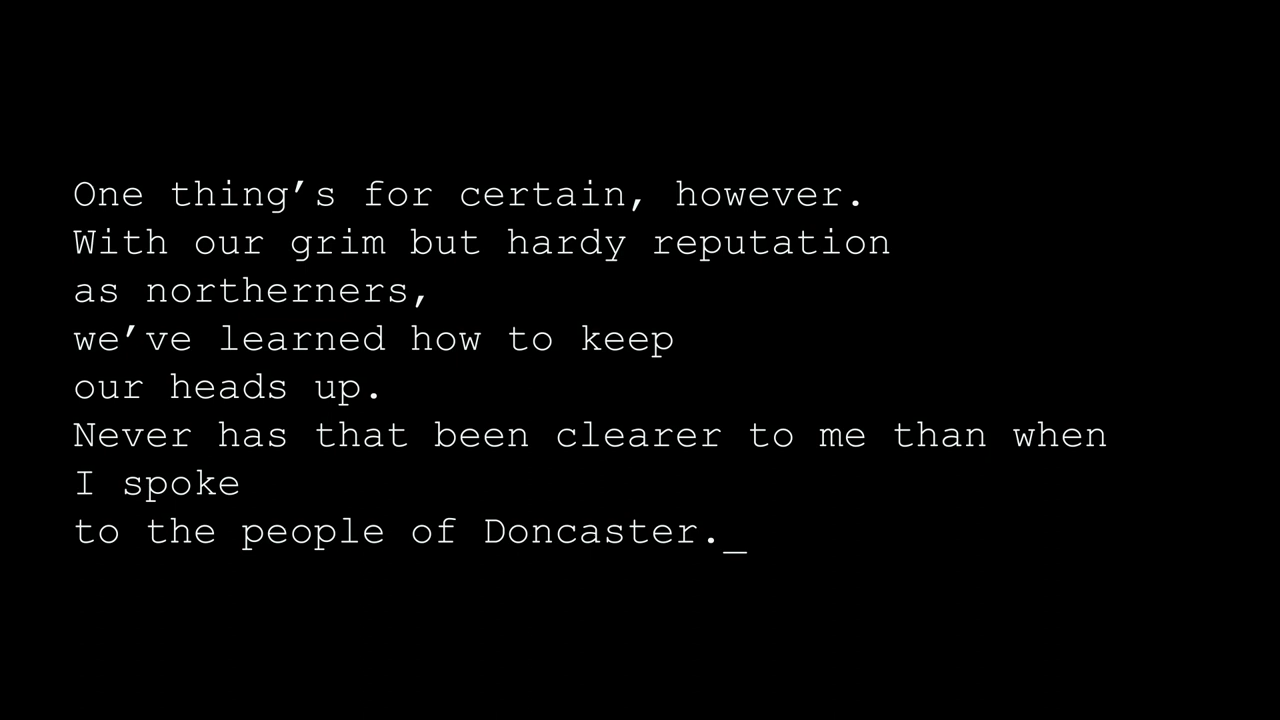 One thing’s for certain, however.
With our grim but hardy reputation
as northerners,
we’ve learned how to keep
our heads up.
Never has that been clearer to me than when
I spoke
to the people of Doncaster._